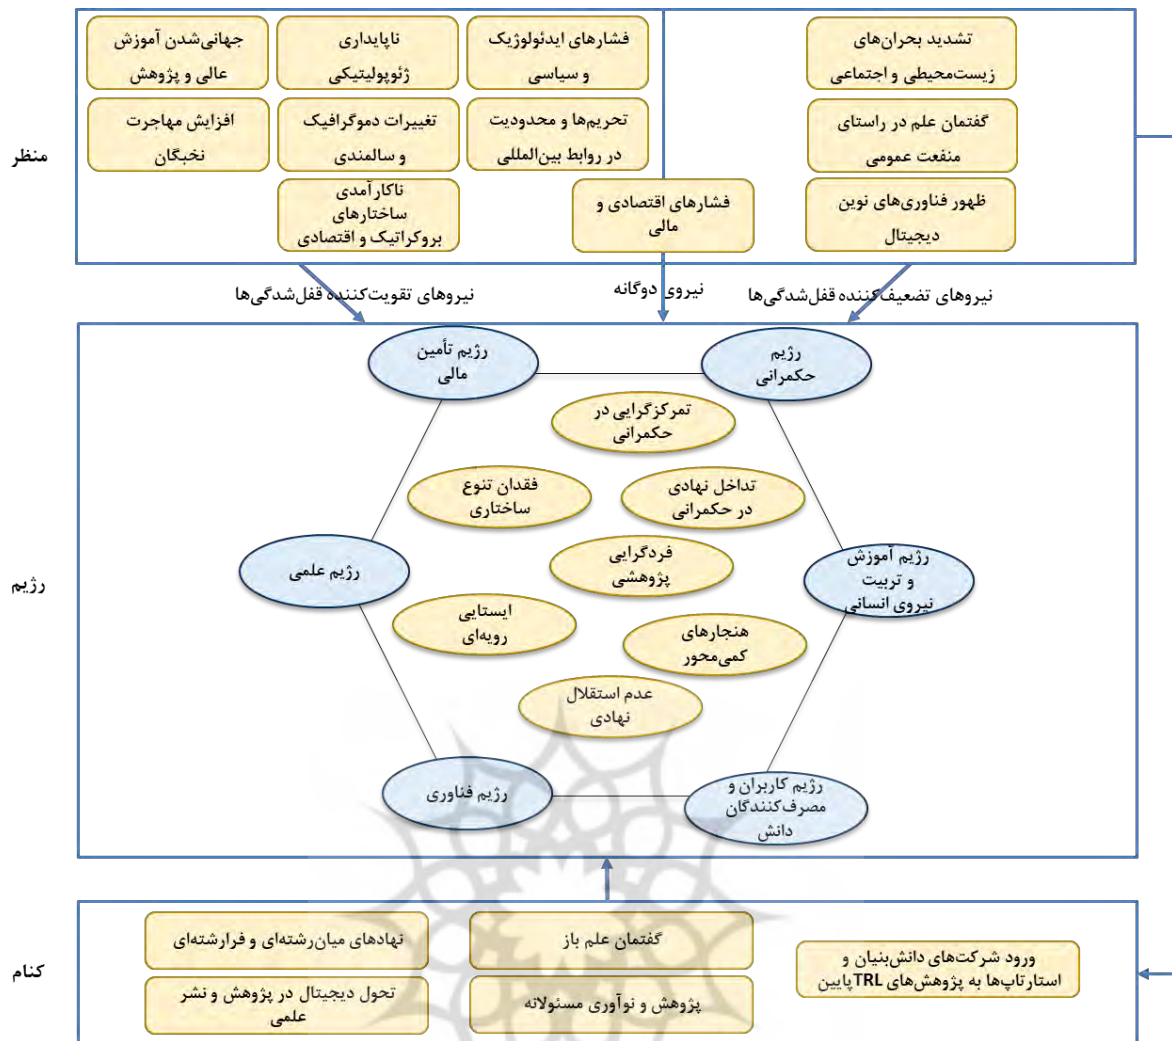 منظر
تشدید بحران‌های
زیست‌محیطی و اجتماعی
گفتمان علم در راستای
منفعت عمومی
ظهور فناوری‌های نوین
دیجیتال
فشارهای ایدئولوژیک
و سیاسی
تحریم‌ها و محدودیت
در روابط بین‌المللی
فشارهای اقتصادی و
مالی
ناپایداری
ژئوپولیتیکی
تغییرات دموگرافیک
و سالمندی
ناکارآمدی
ساختارهای
بروکراتیک و اقتصادی
جهانی‌شدن آموزش
عالی و پژوهش
افزایش مهاجرت
نخبگان
نیروهای تضعیف‌کننده قفل‌شدگی‌ها
نیروی دوگانه
نیروهای تقویت‌کننده قفل‌شدگی‌ها
رژیم
رژیم
حکمرانی
رژیم تأمین
مالی
تمرکزگرایی در
حکمرانی
تداخل نهادی
در حکمرانی
فقدان تنوع
ساختاری
رژیم آموزش
و تربیت
نیروی انسانی
فردگرایی
پژوهشی
رژیم علمی
هنجارهای
کمی‌محور
ایستایی
رویه‌ای
عدم استقلال
نهادی
رژیم کاربران و
مصرف‌کنندگان
دانش
رژیم فناوری
کنام
ورود شرکت‌های دانش‌بنیان و
استارتاپ‌ها به پژوهش‌های TRL پایین
گفتمان علم باز
پژوهش و نوآوری مسئولانه
نهادهای میان‌رشته‌ای و فرارشته‌ای
تحول دیجیتال در پژوهش و نشر
علمی